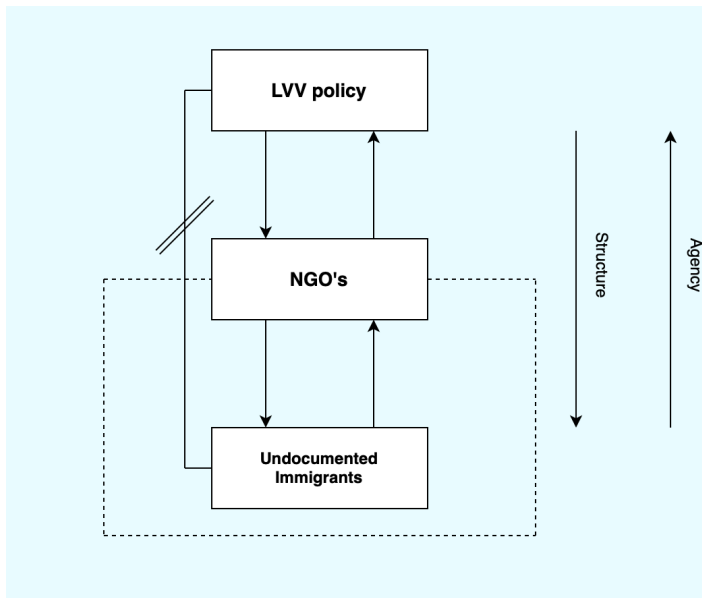 LVV policy
NGO's
Undocumented
Immigrants
Structure
Agency